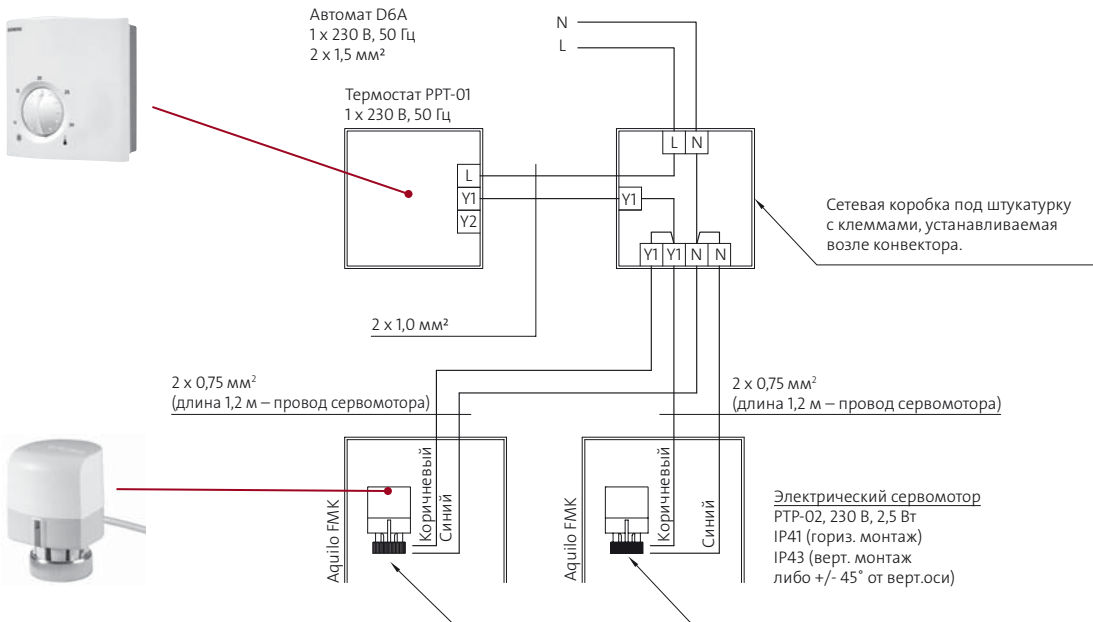 Автомат D6A
1 x 230 В, 50 Гц
2 x 1,5 мм²
N
L
Термостат РРТ-01
1 x 230 В, 50 Гц
L
Y1
Y2
L N
Y1
Y1 Y1 N N
Сетевая коробка под штукатурку
с клеммами, устанавливаемая
возле конвектора.
2 x 1,0 мм²
2 x 0,75 мм²
(длина 1,2 м – провод сервомотора)
2 x 0,75 мм²
(длина 1,2 м – провод сервомотора)
Aquilo FMK
Коричневый
Синий
Aquilo FMK
Коричневый
Синий
Электрический сервомотор
РТР-02, 230 В, 2,5 Вт
IP41 (гориз. монтаж)
IP43 (верт. монтаж
либо +/- 45˚ от верт.оси)